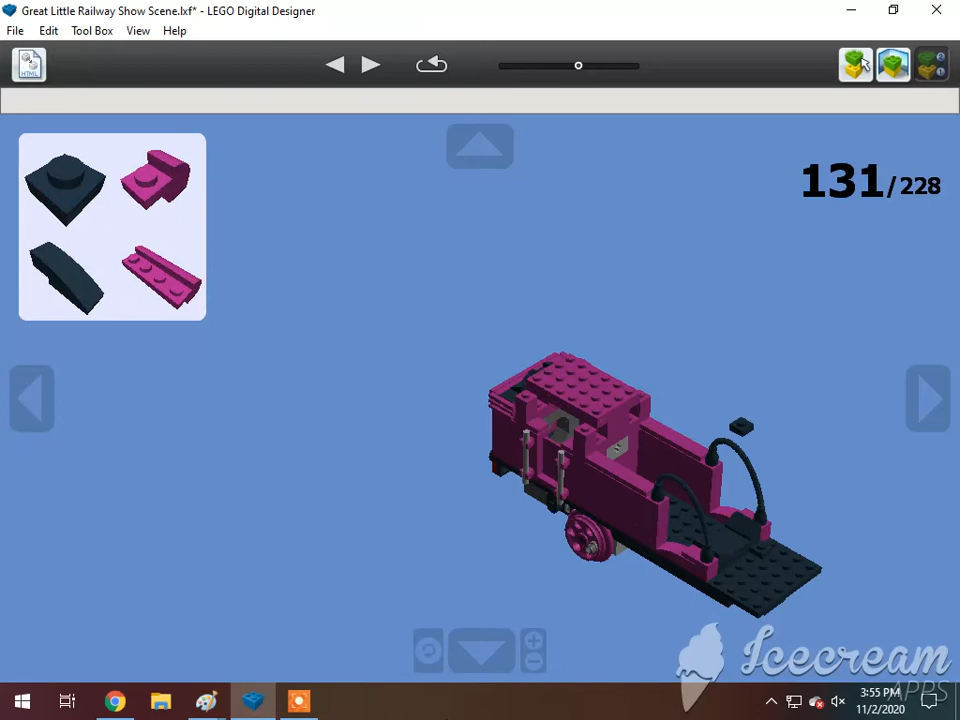 Great Little Railway Show Scene.lxf* - LEGO Digital Designer
File Edit Tool Box View Help
HTML
131/228
Icecream
APPS
3:55 PM
11/2/2020